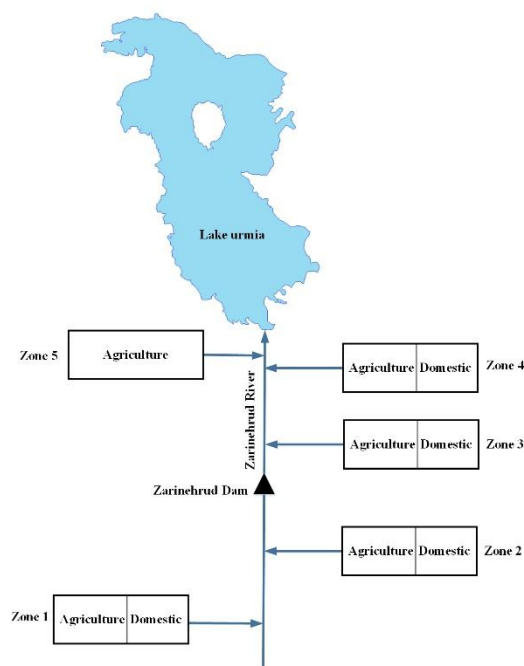 Lake urmia
Zone 5
Agriculture
Agriculture
Domestic
Zone 4
Zarinehrud River
Agriculture
Domestic
Zone 3
Zarinehrud Dam
Agriculture
Domestic
Zone 2
Zone 1
Agriculture
Domestic